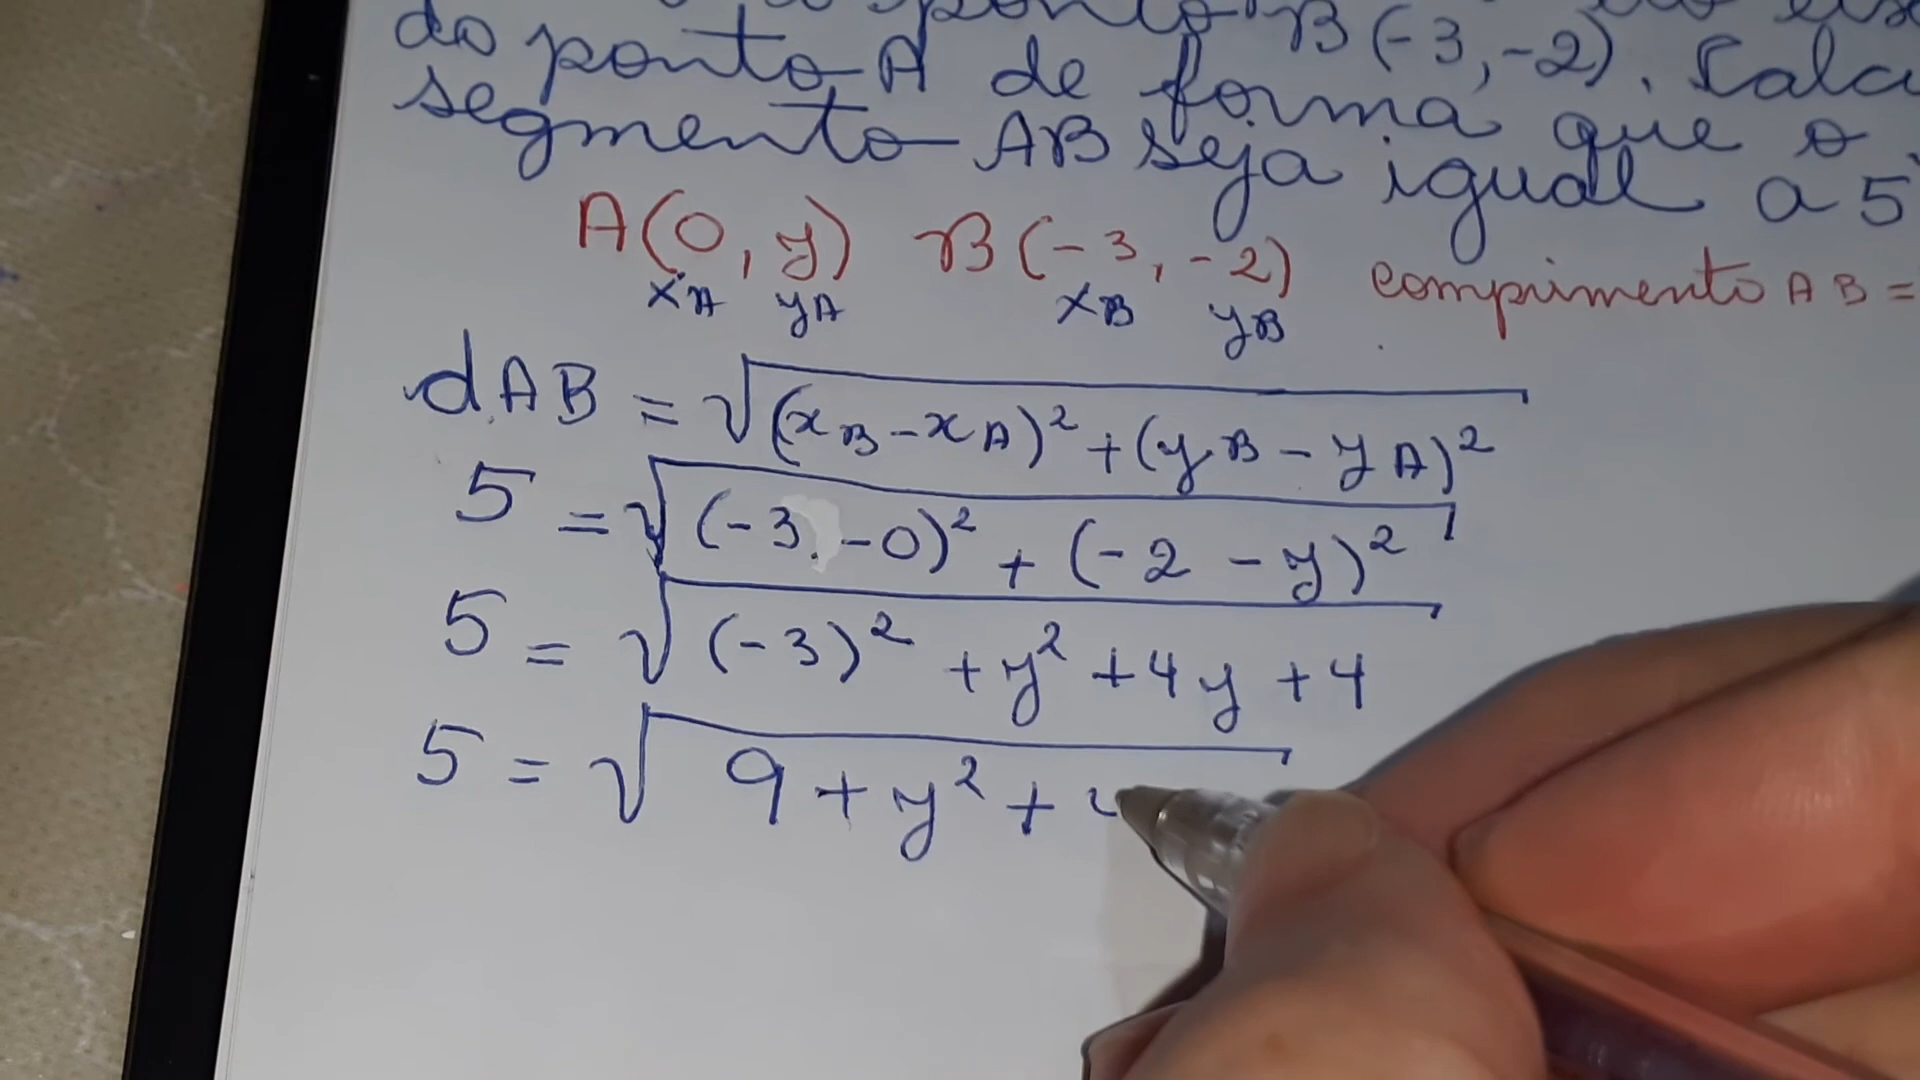 ponto B(-3,-2). Calcu
do ponto A de forma que o
segmento AB seja igual a 5
A(0, y) B(-3, -2) comprimento AB =
xA yA xB yB
dAB = √(xB-xA)² + (yB - yA)²
5 = √(-3 -0)² + (-2 - y)²
5 = √(-3)² + y² + 4y + 4
5 = √9 + y² +